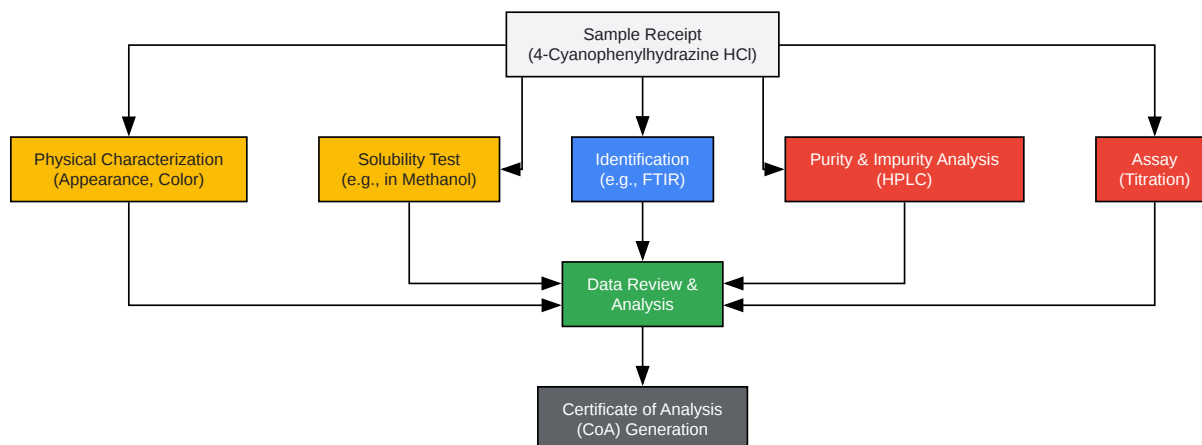 Sample Receipt
(4-Cyanophenylhydrazine HCl)
Physical Characterization
(Appearance, Color)
Solubility Test
(e.g., in Methanol)
Identification
(e.g., FTIR)
Purity & Impurity Analysis
(HPLC)
Assay
(Titration)
Data Review &
Analysis
Certificate of Analysis
(CoA) Generation